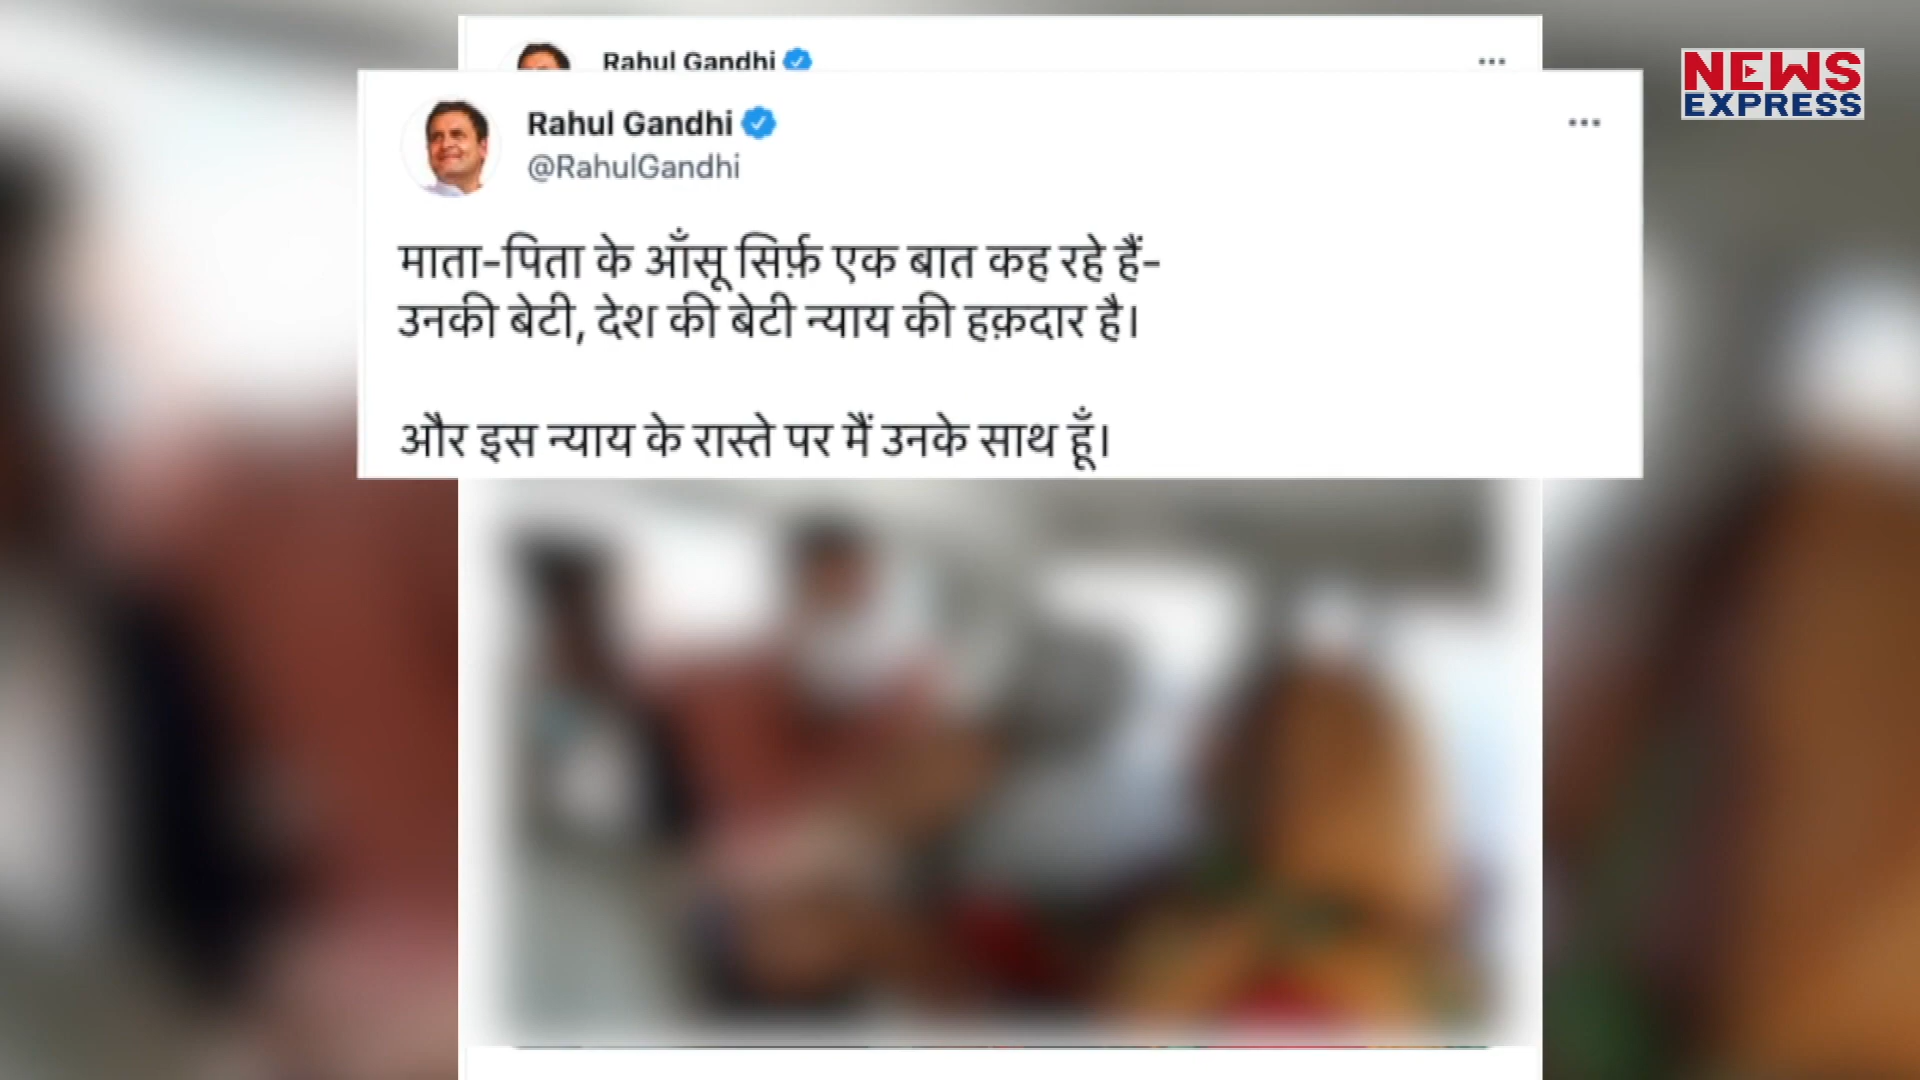 Rahul Gandhi
Rahul Gandhi
@RahulGandhi
माता-पिता के आँसू सिर्फ़ एक बात कह रहे हैं-
उनकी बेटी, देश की बेटी न्याय की हक़दार है।
और इस न्याय के रास्ते पर मैं उनके साथ हूँ।
NEWS
EXPRESS